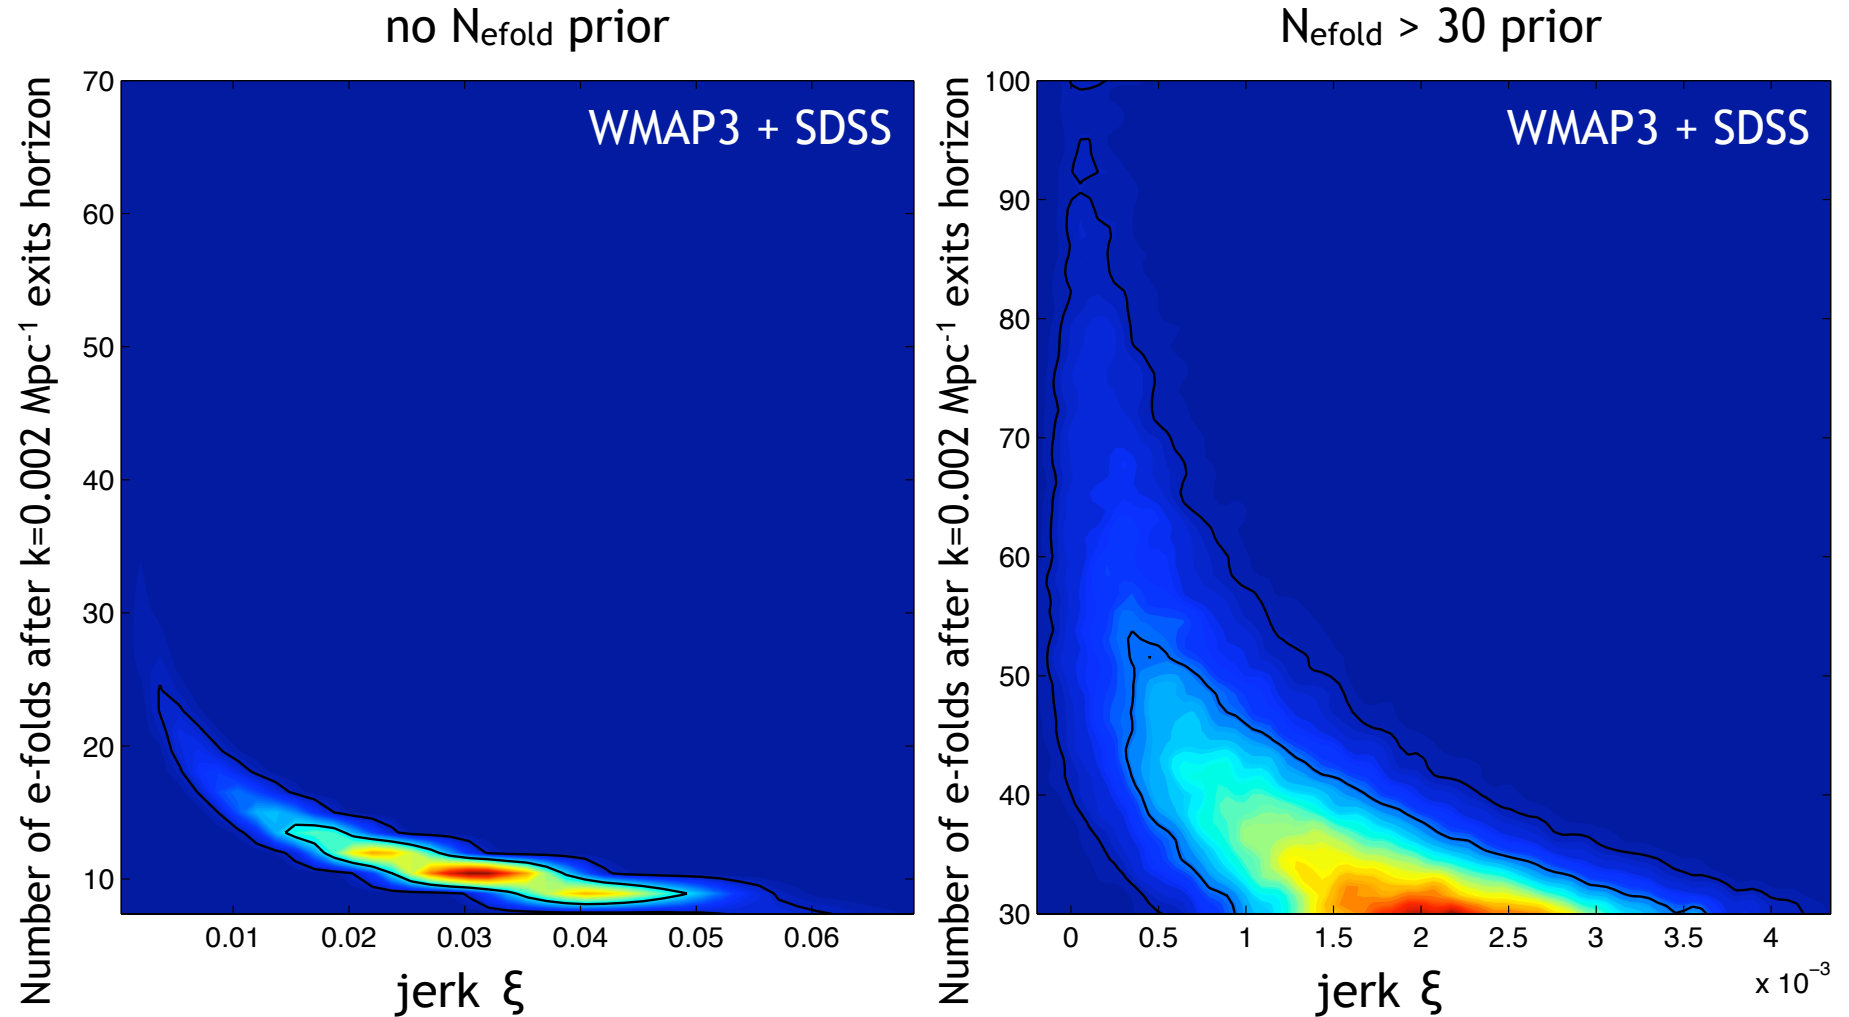 no Nefold prior
Number of e-folds after k=0.002 Mpc-1 exits horizon
70
60
50
40
30
20
10
WMAP3 + SDSS
0.01 0.02 0.03 0.04 0.05 0.06
jerk ξ
Nefold > 30 prior
Number of e-folds after k=0.002 Mpc-1 exits horizon
100
90
80
70
60
50
40
30
WMAP3 + SDSS
0 0.5 1 1.5 2 2.5 3 3.5 4
x 10−3
jerk ξ